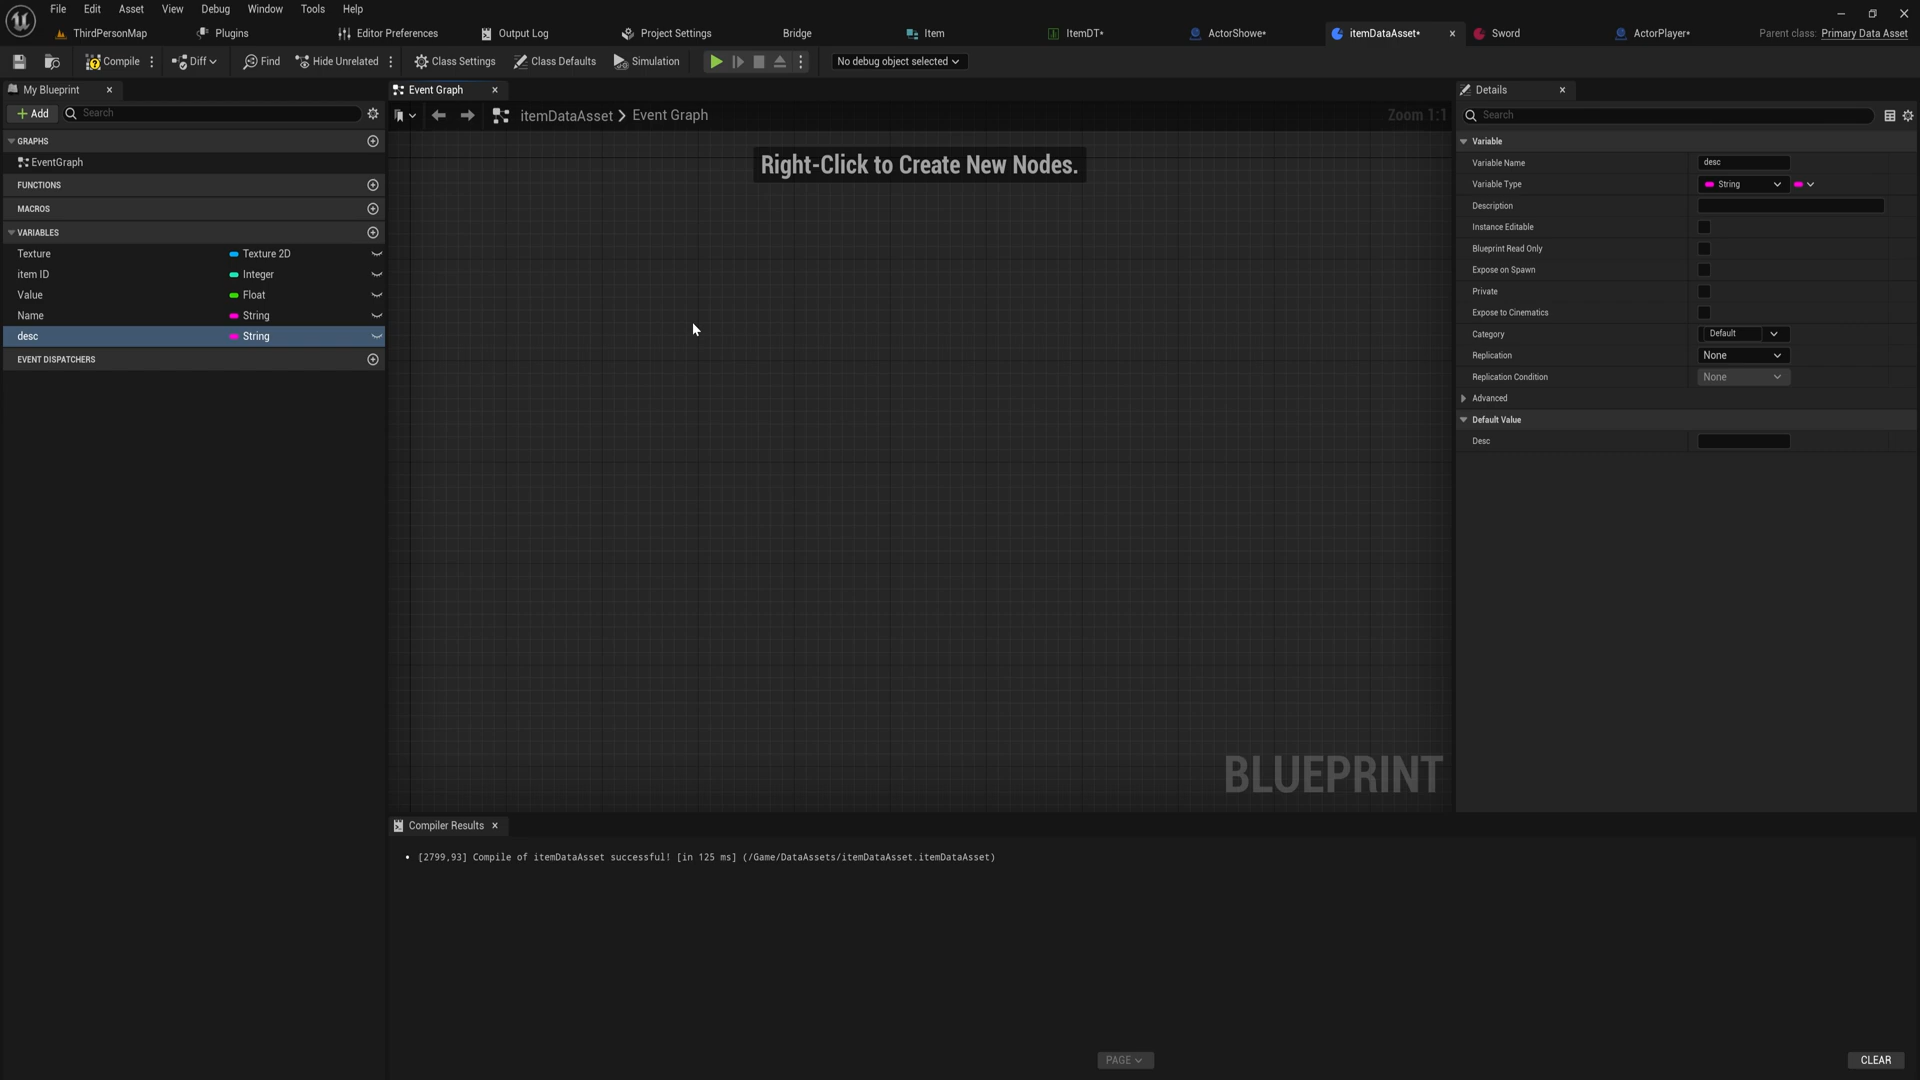 File Edit Asset View Debug Window Tools Help
ThirdPersonMap Plugins Editor Preferences Output Log Project Settings Bridge Item ItemDT* ActorShowe* itemDataAsset* Sword ActorPlayer* Parent class: Primary Data Asset
Compile Diff Find Hide Unrelated Class Settings Class Defaults Simulation No debug object selected
My Blueprint
Event Graph
Details
Add Search
itemDataAsset > Event Graph Zoom 1:1
Search
GRAPHS
EventGraph
FUNCTIONS
MACROS
VARIABLES
Texture Texture 2D
item ID Integer
Value Float
Name String
desc String
EVENT DISPATCHERS
Right-Click to Create New Nodes.
BLUEPRINT
Variable
Variable Name desc
Variable Type String
Description
Instance Editable
Blueprint Read Only
Expose on Spawn
Private
Expose to Cinematics
Category Default
Replication None
Replication Condition None
Advanced
Default Value
Desc
Compiler Results
[2799,93] Compile of itemDataAsset successful! [in 125 ms] (/Game/DataAssets/itemDataAsset.itemDataAsset)
PAGE
CLEAR